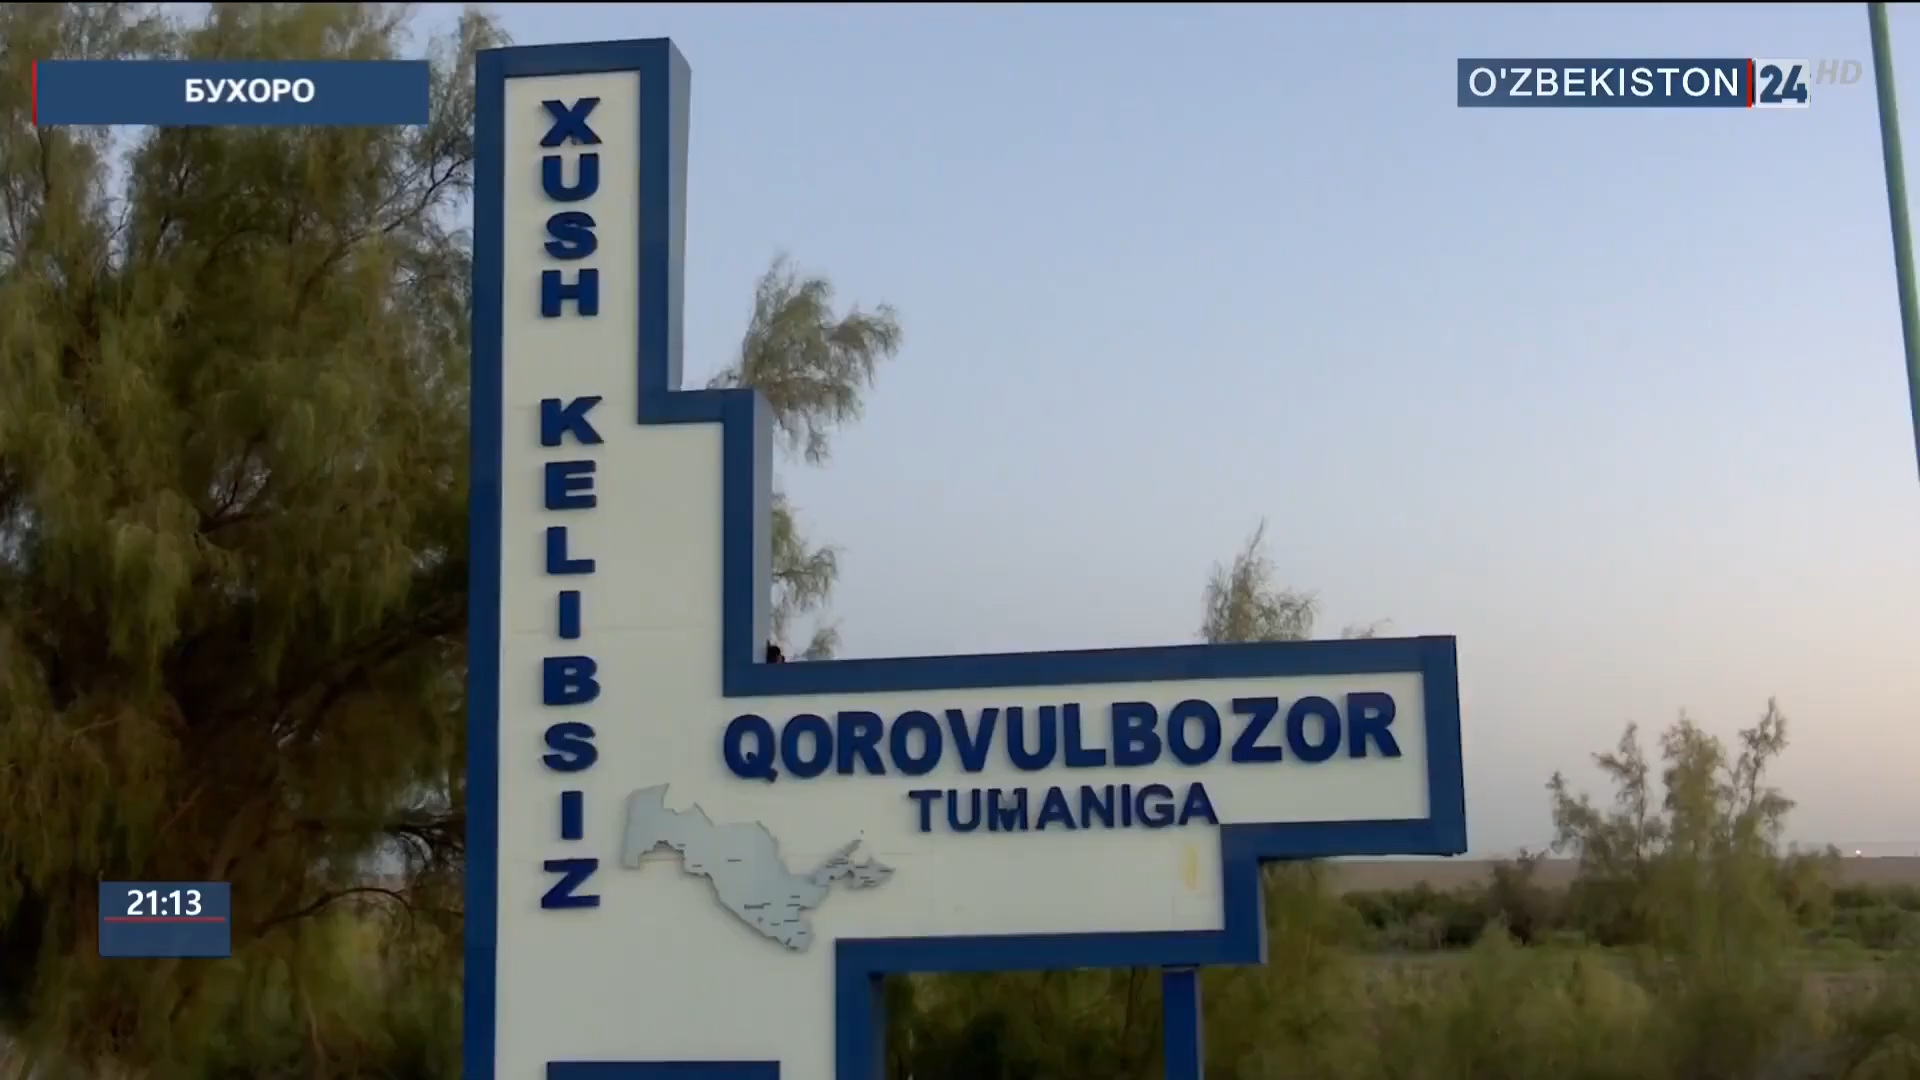 БУХОРО
O'ZBEKISTON 24 HD
XUSH KELIBSIZ
QOROVULBOZOR
TUMANIGA
21:13